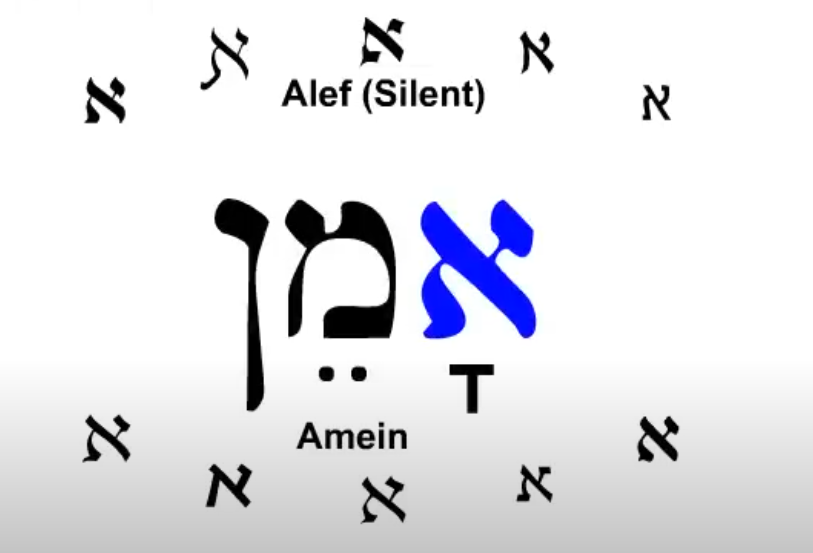 א א א א א
Alef (Silent)
אָמֵן
Amein
א א א א א